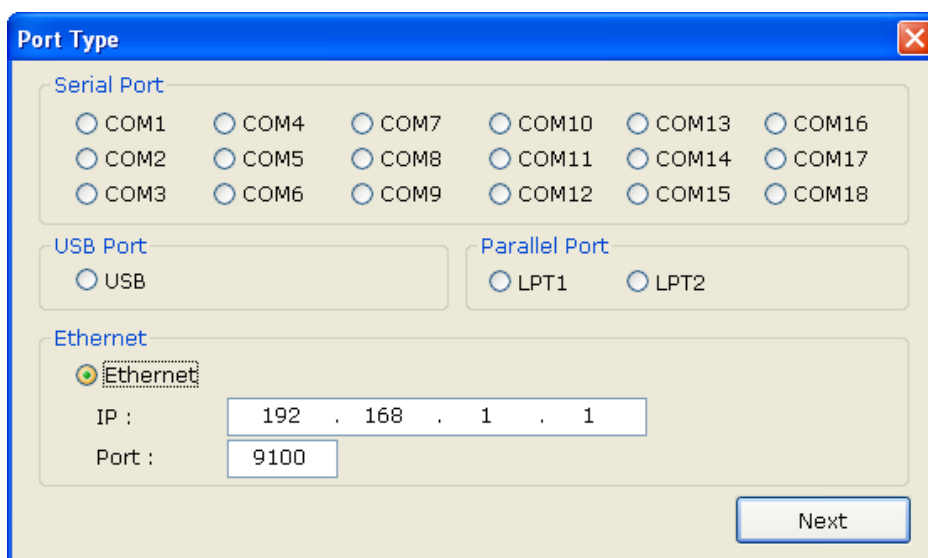 Port Type
Serial Port
COM1 COM4 COM7 COM10 COM13 COM16
COM2 COM5 COM8 COM11 COM14 COM17
COM3 COM6 COM9 COM12 COM15 COM18
USB Port Parallel Port
USB LPT1 LPT2
Ethernet
Ethernet
IP : 192 . 168 . 1 . 1
Port : 9100
Next